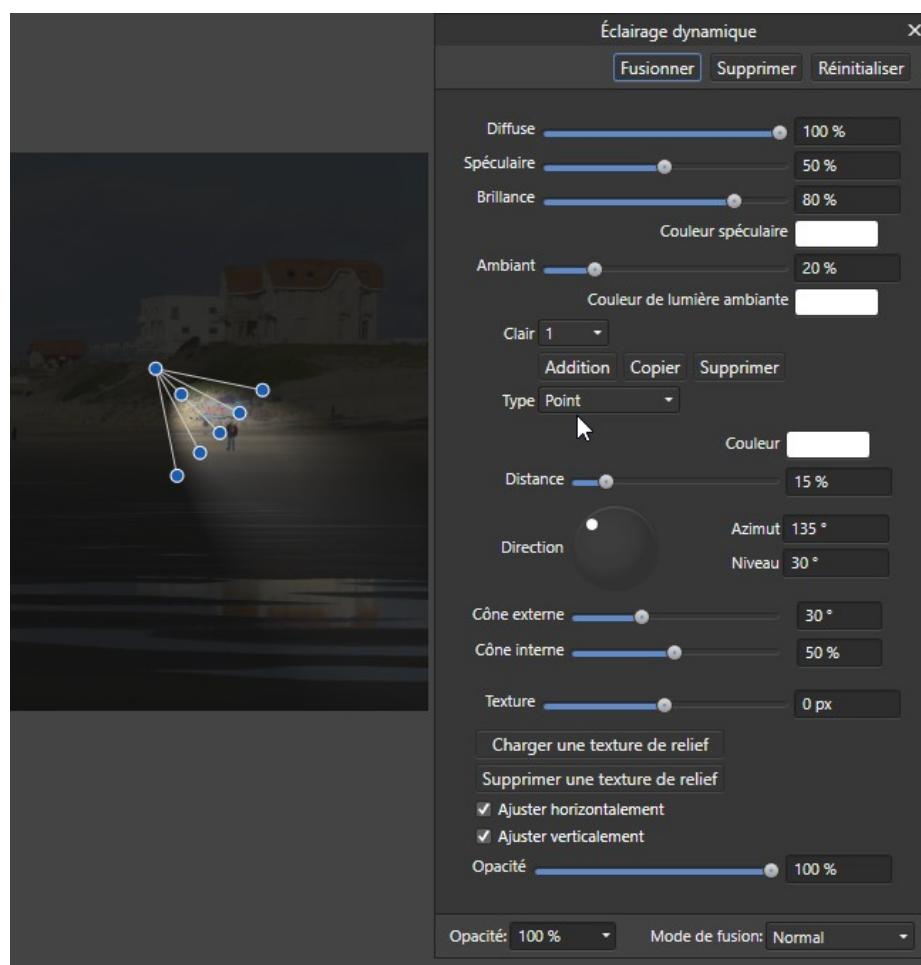 Éclairage dynamique
Fusionner Supprimer Réinitialiser
Diffuse 100 %
Spéculaire 50 %
Brillance 80 %
Couleur spéculaire
Ambiant 20 %
Couleur de lumière ambiante
Clair 1
Addition Copier Supprimer
Type Point
Couleur
Distance 15 %
Direction
Azimut 135 °
Niveau 30 °
Cône externe 30 °
Cône interne 50 %
Texture 0 px
Charger une texture de relief
Supprimer une texture de relief
Ajuster horizontalement
Ajuster verticalement
Opacité 100 %
Opacité: 100 % Mode de fusion: Normal